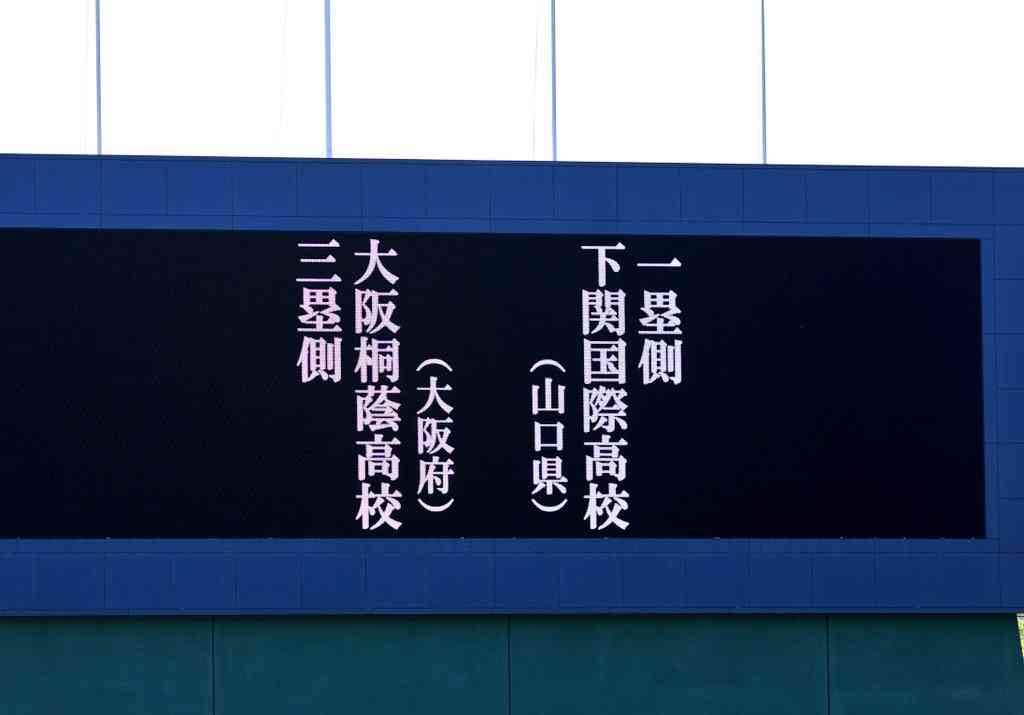 一塁側
下関国際高校
（山口県）
（大阪府）
大阪桐蔭高校
三塁側